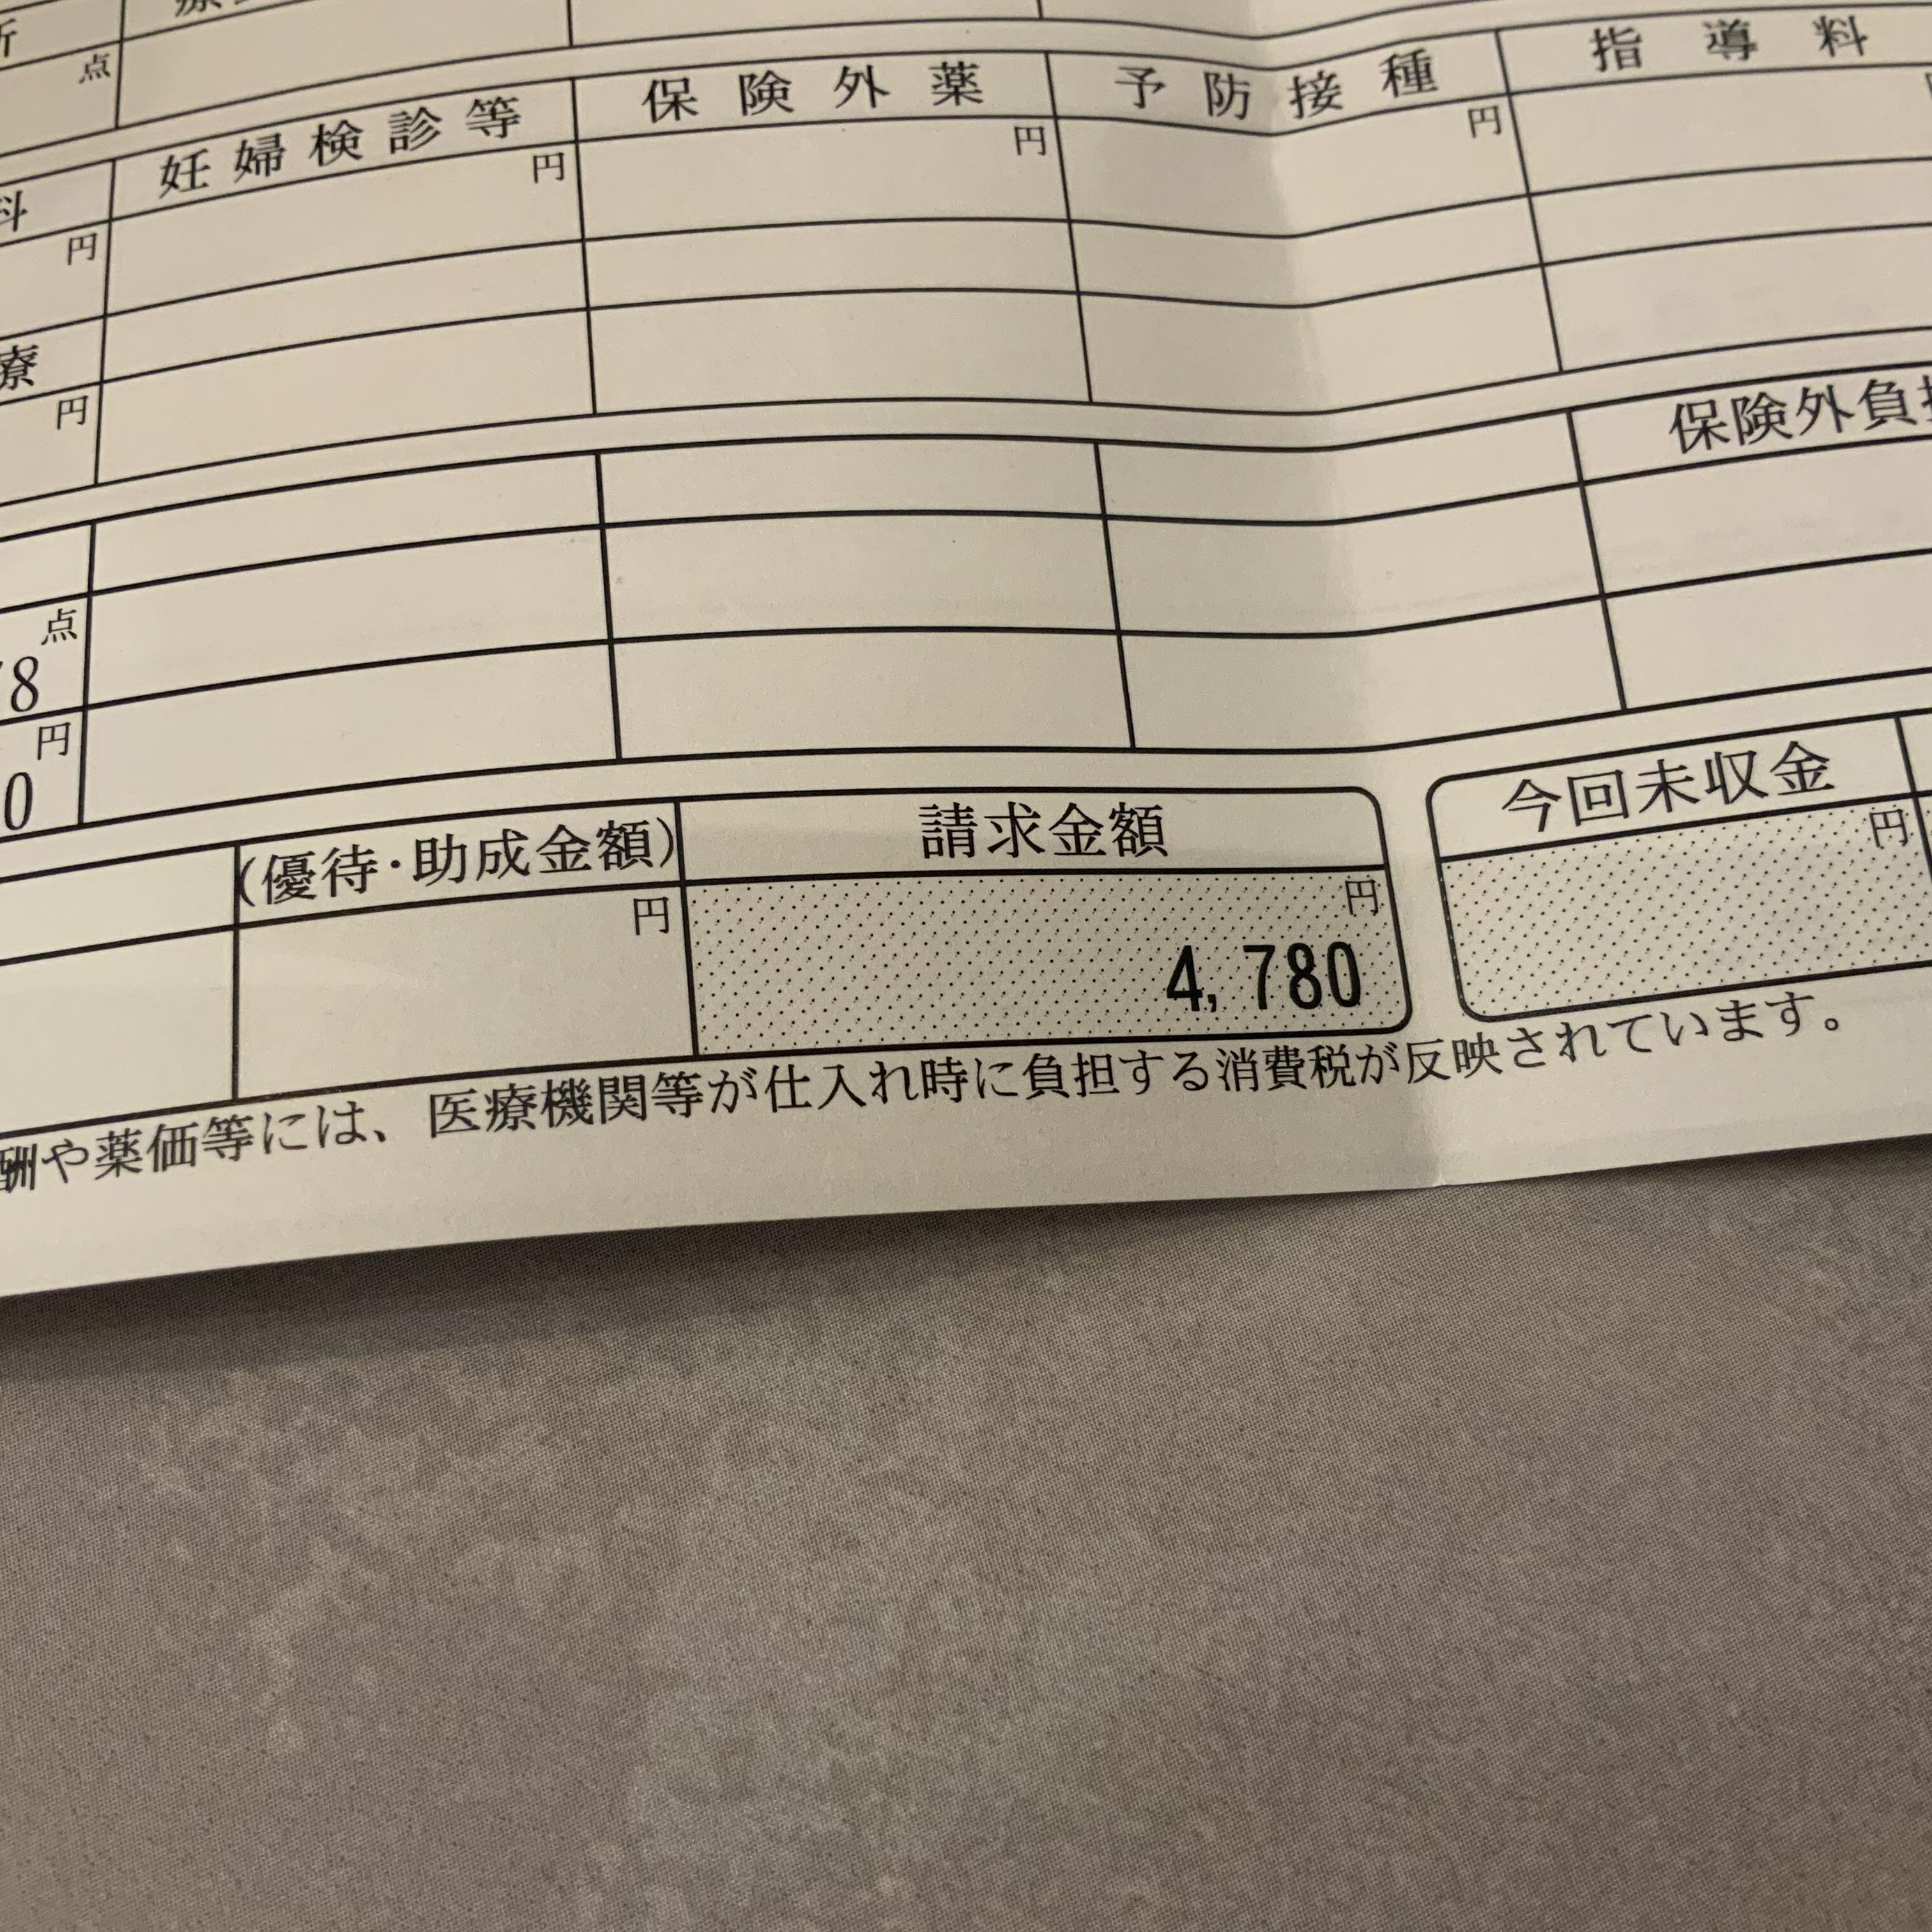 点
料 妊婦検診等 保険外薬 予防接種 指導料
円 円 円 円
療
円
保険外負
点
8
円
0
(優待・助成金額) 請求金額 今回未収金
円 円 円
4,780
酬や薬価等には、医療機関等が仕入れ時に負担する消費税が反映されています。